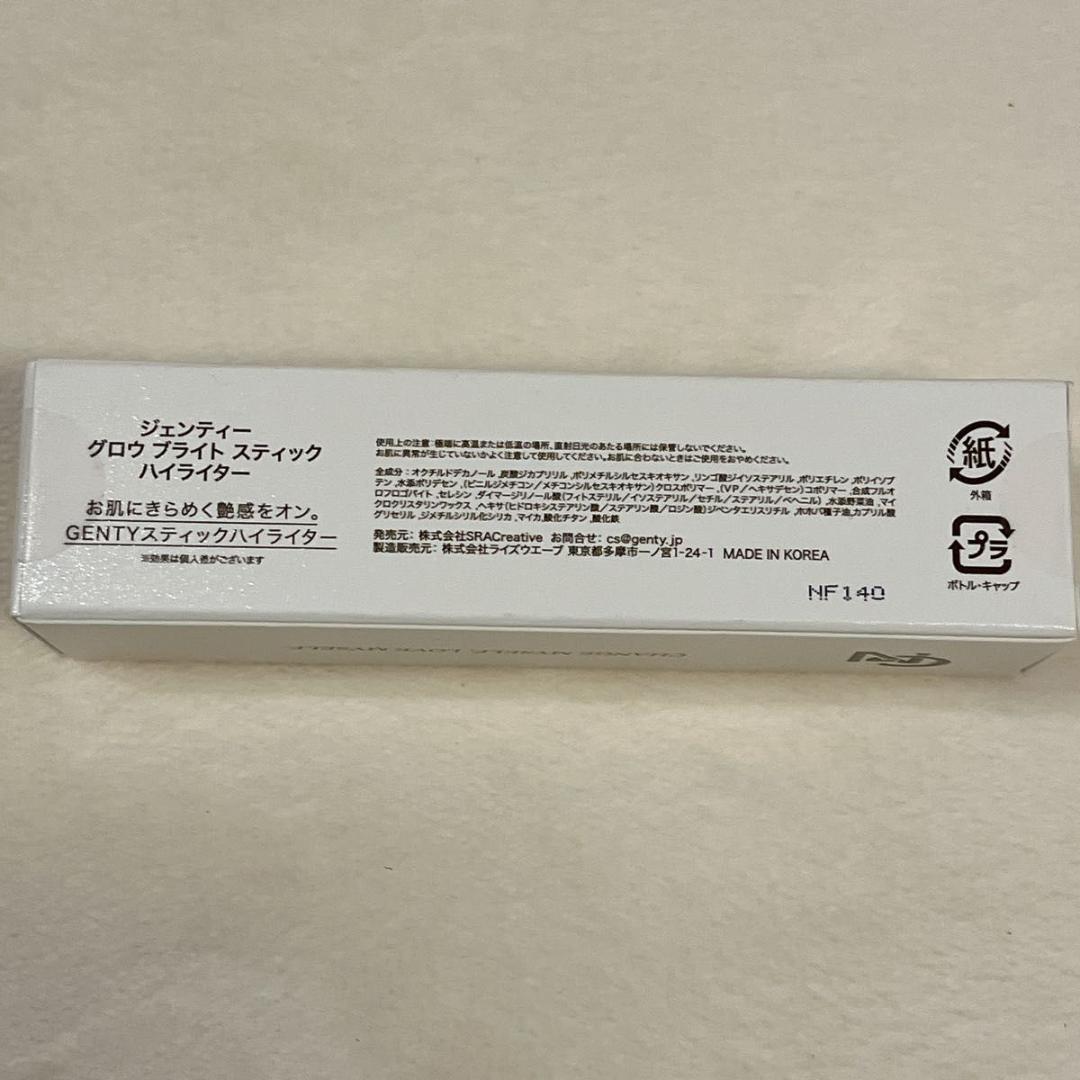 ジェンティー
グロウ ブライト スティック
ハイライター
お肌にきらめく艶感をオン。
GENTYスティックハイライター
※効果は個人差がございます
使用上の注意:極端に高温または低温の場所、直射日光のあたる場所には保管しないでください。
お肌に異常が生じていないかよく注意して使用してください。お肌に合わないときはご使用をおやめください。
全成分:オクチルドデカノール ,炭酸ジカプリリル ,ポリメチルシルセスキオキサン ,リンゴ酸ジイソステアリル ,ポリエチレン ,ポリイソブ
テン ,水添ポリデセン ,(ビニルジメチコン/メチコンシルセスキオキサン)クロスポリマー ,(VP/ヘキサデセン)コポリマー ,合成フルオ
ロフロゴパイト ,セレシン ,ダイマージリノール酸(フィトステリル/イソステアリル/セチル/ステアリル/ベヘニル) ,水添野菜油 ,マイ
クロクリスタリンワックス ,ヘキサ(ヒドロキシステアリン酸/ステアリン酸/ロジン酸)ジペンタエリスリチル ,ホホバ種子油,カプリル酸
グリセリル ,ジメチルシリル化シリカ ,マイカ,酸化チタン ,酸化鉄
発売元: 株式会社SRACreative お問合せ: cs@genty.jp
製造販売元: 株式会社ライズウエーブ 東京都多摩市一ノ宮1-24-1 MADE IN KOREA
NF140
紙
外箱
プラ
ボトル・キャップ
CHANGE MYSELF, LOVE MYSELF